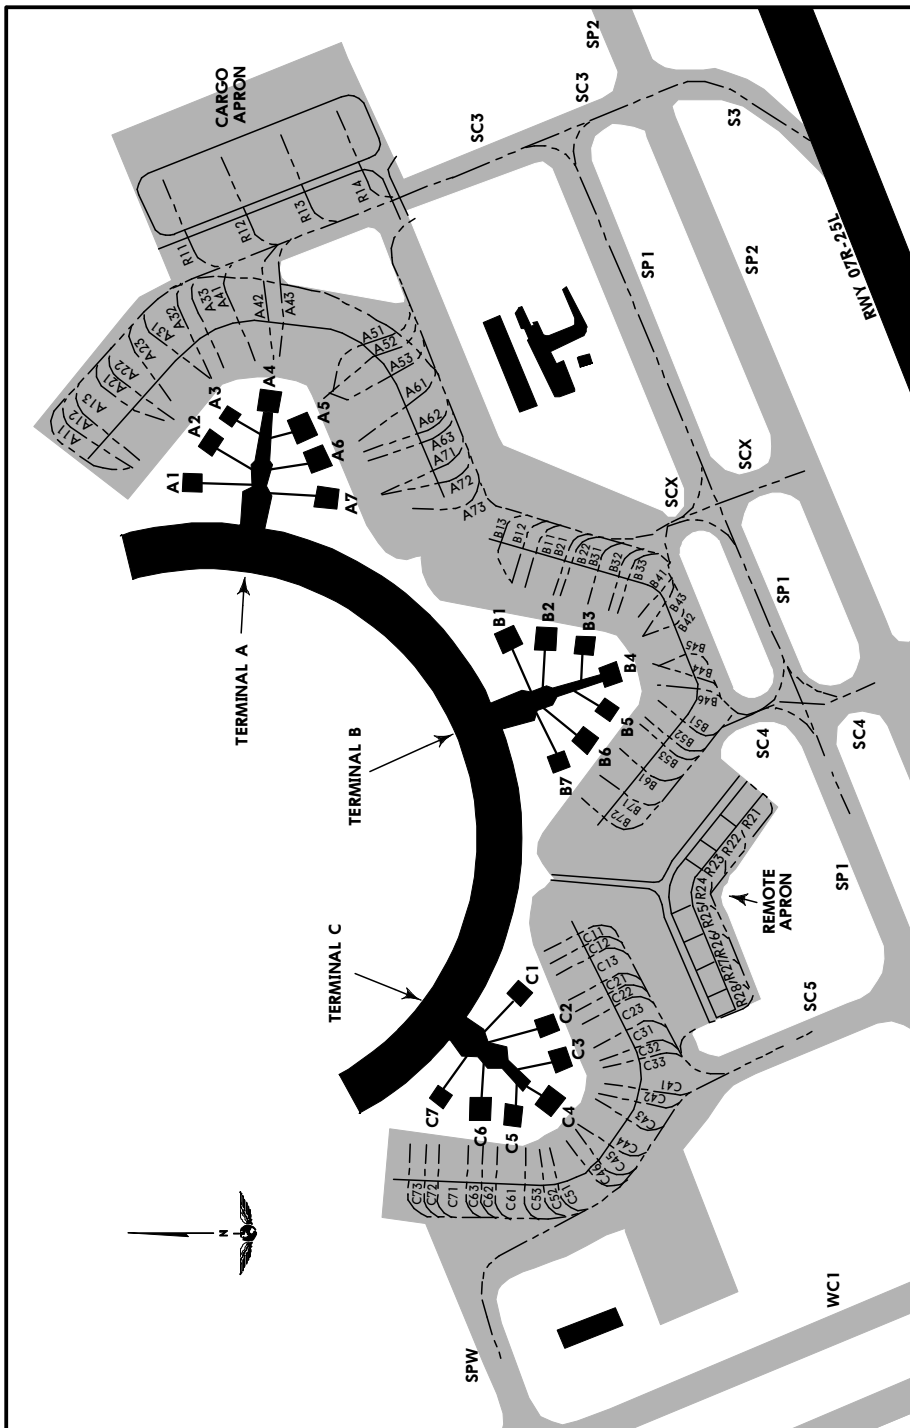 CARGO
APRON
SP2
SC3
SC3
S3
R11
R12
R13
R14
SP1
SP2
RWY 07R-25L
A11
A12
A13
A21
A22
A23
A31
A32
A33
A41
A42
A43
A51
A52
A53
A61
A62
A63
A71
A72
A73
A1
A2
A3
A4
A5
A6
A7
TERMINAL A
SCX
SCX
B13
B12
B11
B21
B22
B31
B32
B33
B41
B43
B42
B45
B44
B46
B51
B52
B53
B61
B71
B72
B1
B2
B3
B4
B5
B6
B7
TERMINAL B
SP1
SC4
SC4
R21
R22/
R23
R24
R25/
R26/
R27/
R28/
REMOTE
APRON
SP1
SC5
TERMINAL C
C1
C2
C3
C4
C5
C6
C7
C11
C12
C13
C21
C22
C23
C31
C32
C33
C41
C42
C43
C44
C45
C46
C51
C52
C53
C61
C62
C63
C71
C72
C73
N
SPW
WC1